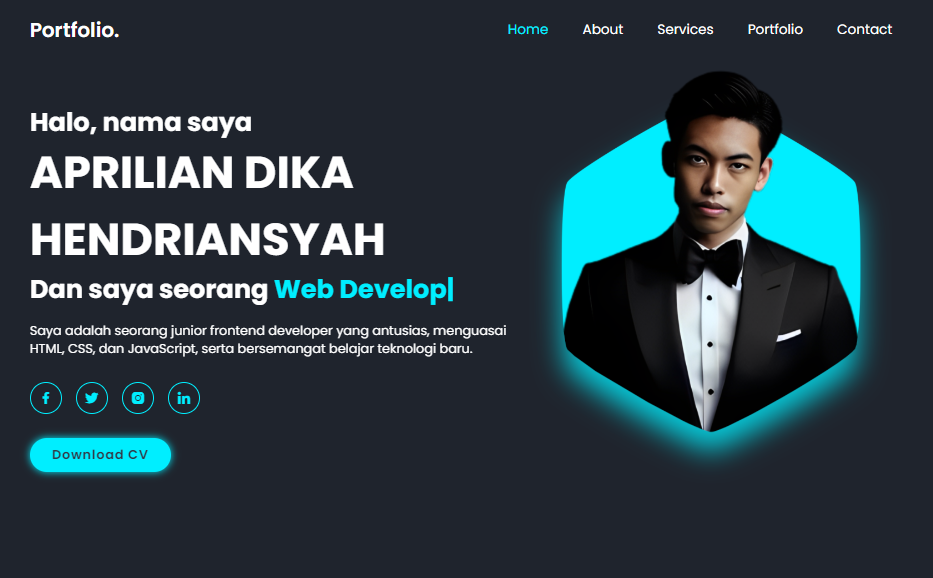 Portfolio.
Home About Services Portfolio Contact
Halo, nama saya
APRILIAN DIKA
HENDRIANSYAH
Dan saya seorang Web Develop|
Saya adalah seorang junior frontend developer yang antusias, menguasai
HTML, CSS, dan JavaScript, serta bersemangat belajar teknologi baru.
Download CV